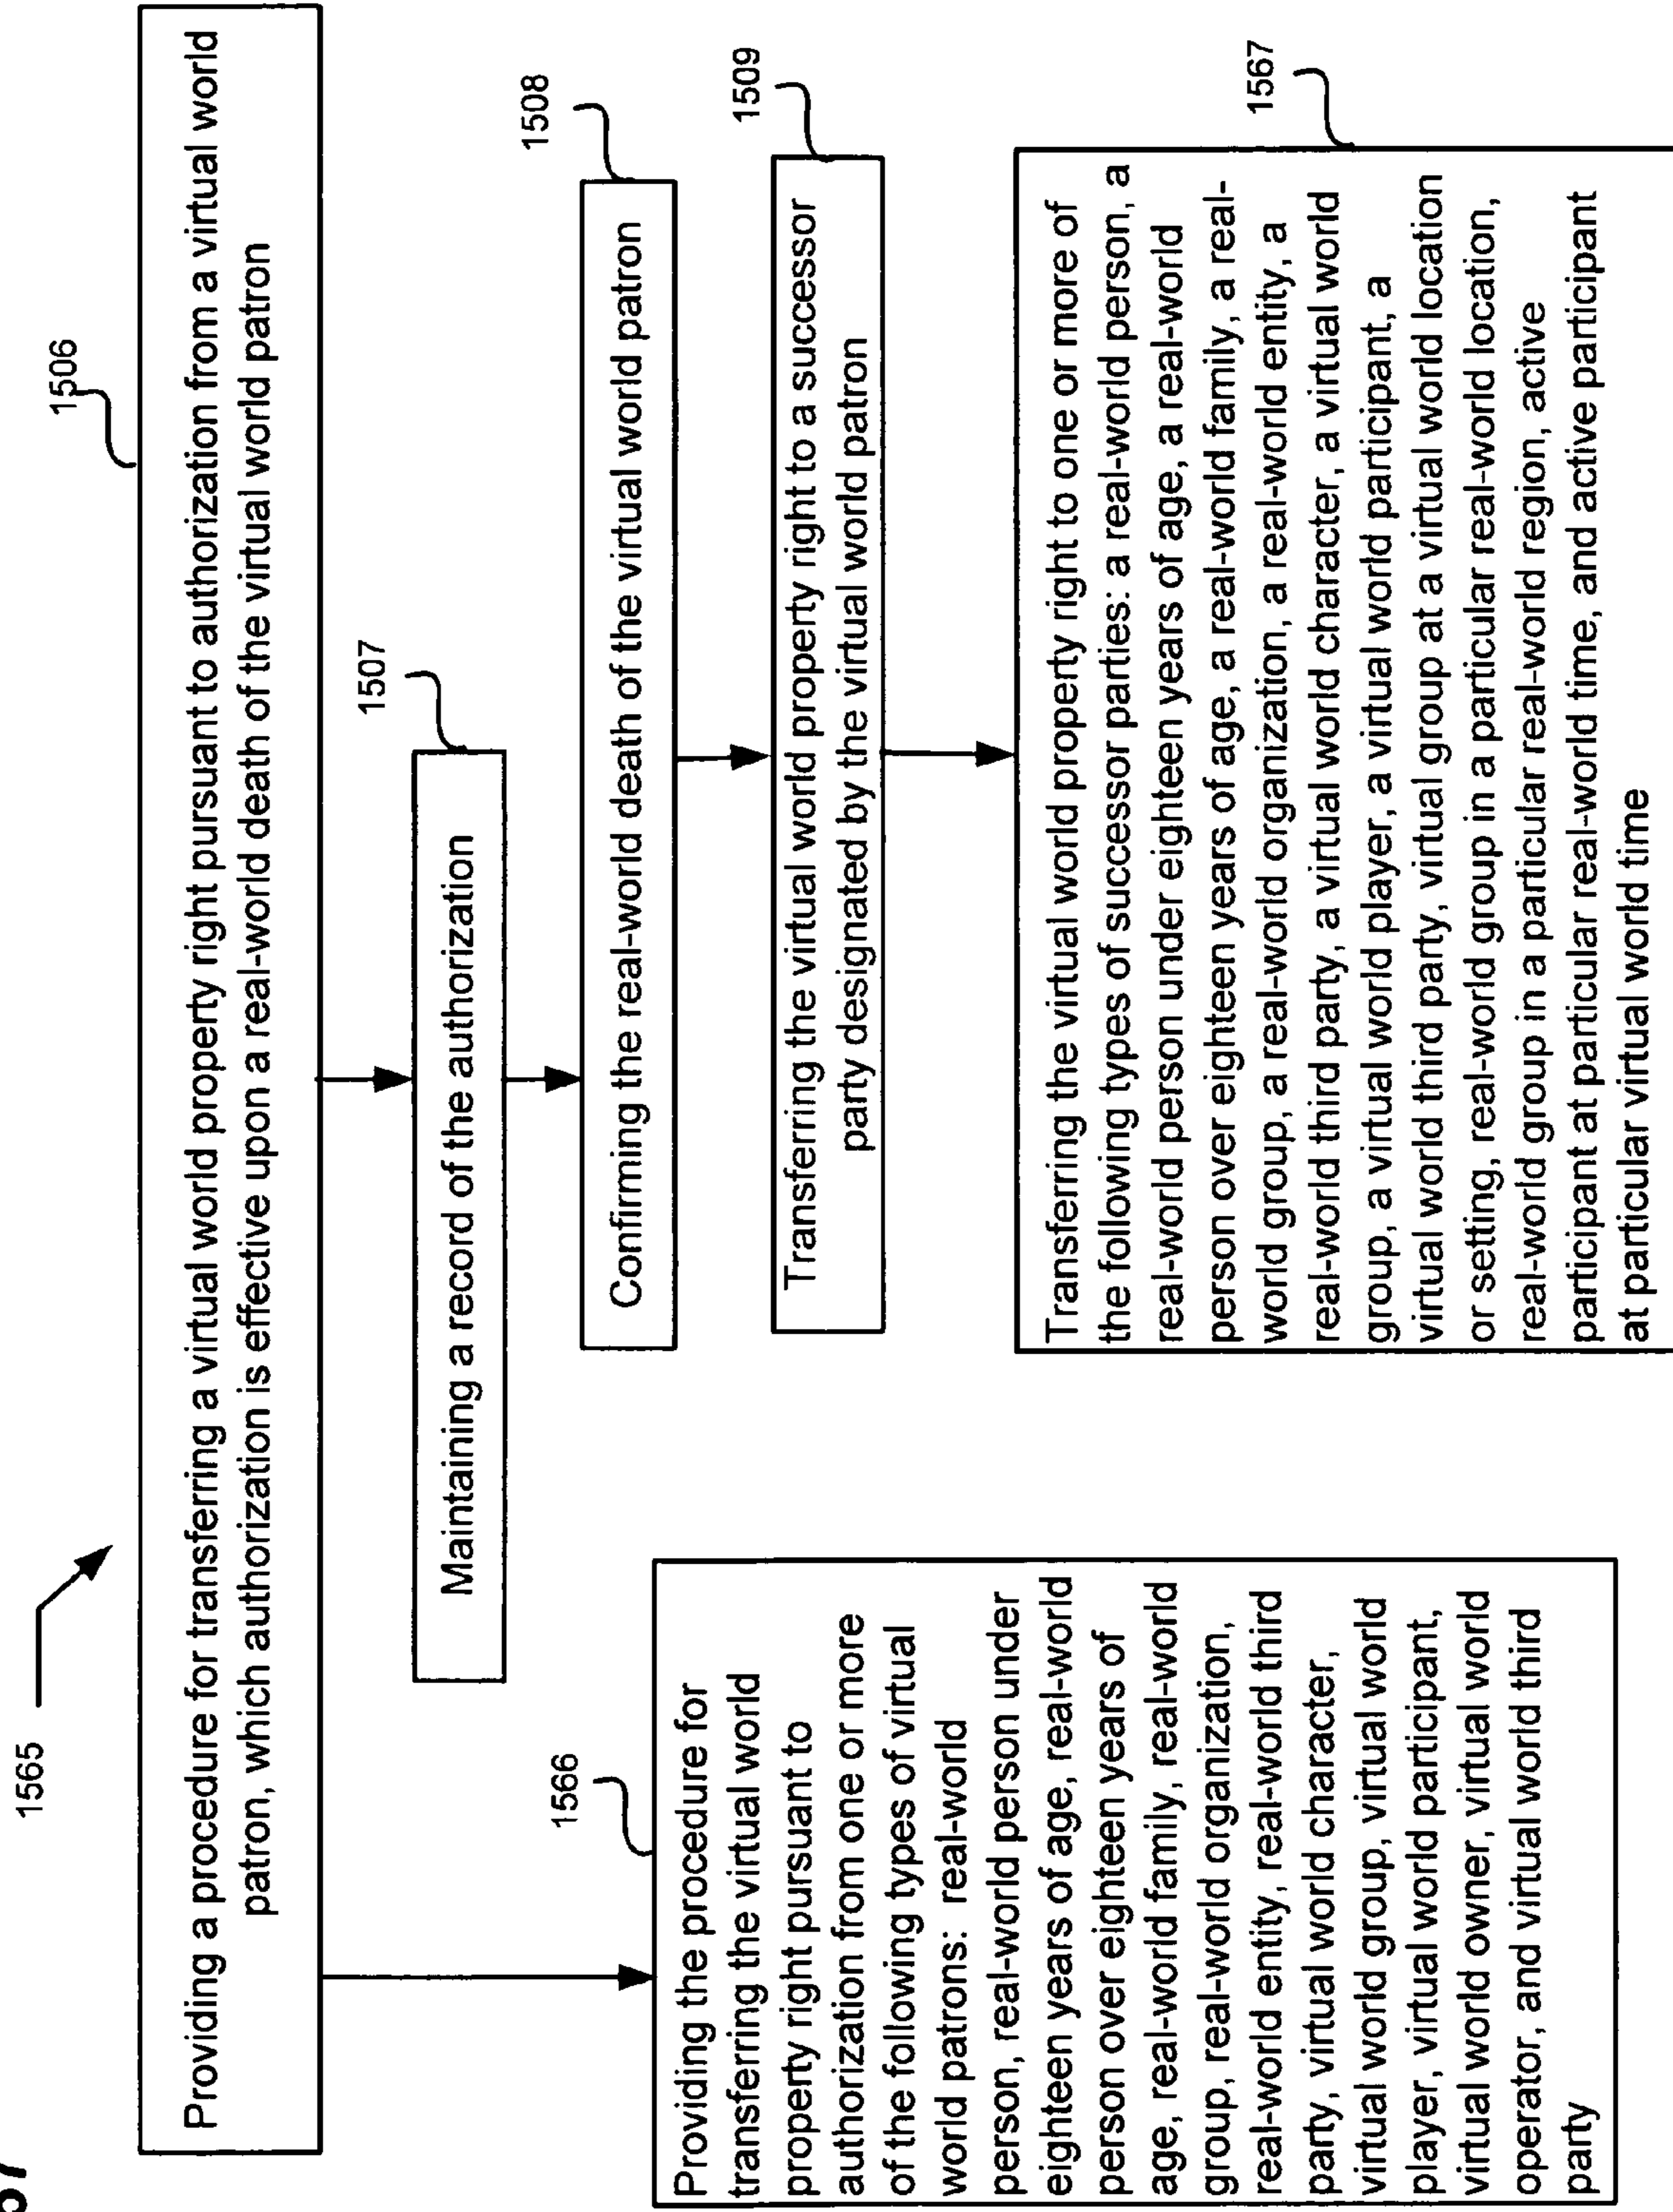 1565
1506
Providing a procedure for transferring a virtual world property right pursuant to authorization from a virtual world
patron, which authorization is effective upon a real-world death of the virtual world patron
1507
Maintaining a record of the authorization
1508
Confirming the real-world death of the virtual world patron
1509
Transferring the virtual world property right to a successor
party designated by the virtual world patron
1566
Providing the procedure for
transferring the virtual world
property right pursuant to
authorization from one or more
of the following types of virtual
world patrons: real-world
person, real-world person under
eighteen years of age, real-world
person over eighteen years of
age, real-world family, real-world
group, real-world organization,
real-world entity, real-world third
party, virtual world character,
virtual world group, virtual world
player, virtual world participant,
virtual world owner, virtual world
operator, and virtual world third
party
1567
Transferring the virtual world property right to one or more of
the following types of successor parties: a real-world person, a
real-world person under eighteen years of age, a real-world
person over eighteen years of age, a real-world family, a real-
world group, a real-world organization, a real-world entity, a
real-world third party, a virtual world character, a virtual world
group, a virtual world player, a virtual world participant, a
virtual world third party, virtual group at a virtual world location
or setting, real-world group in a particular real-world location,
real-world group in a particular real-world region, active
participant at particular real-world time, and active participant
at particular virtual world time